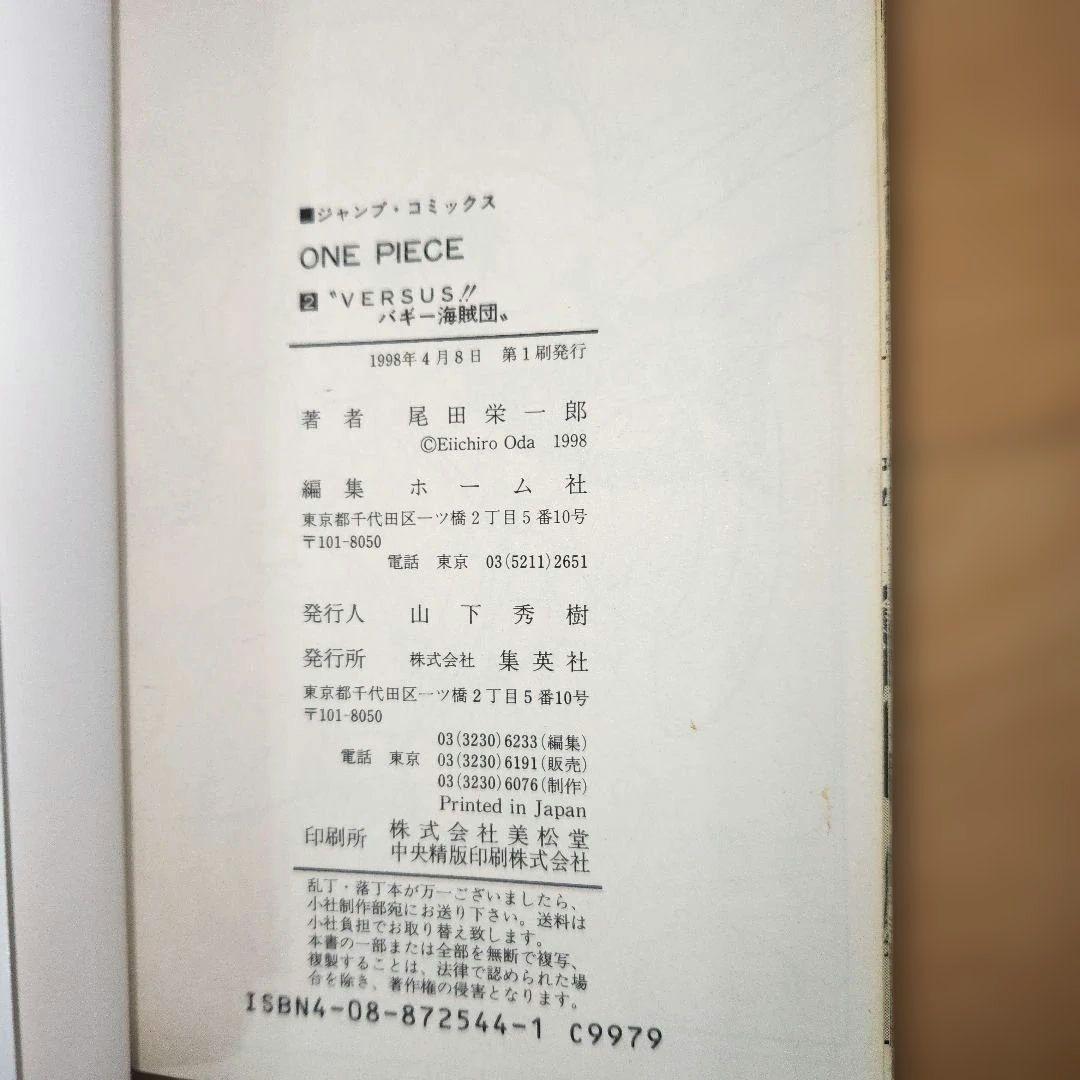 ■ジャンプ・コミックス
ONE PIECE
2 〝VERSUS!!
バギー海賊団〟
1998年4月8日 第1刷発行
著者 尾田栄一郎
©Eiichiro Oda 1998
編集 ホーム社
東京都千代田区一ツ橋2丁目5番10号
〒101-8050
電話 東京 03(5211)2651
発行人 山下秀樹
発行所 株式会社 集英社
東京都千代田区一ツ橋2丁目5番10号
〒101-8050
03(3230)6233(編集)
電話 東京 03(3230)6191(販売)
03(3230)6076(制作)
Printed in Japan
印刷所 株式会社美松堂
中央精版印刷株式会社
乱丁・落丁本が万一ございましたら、
小社制作部宛にお送り下さい。送料は
小社負担でお取り替え致します。
本書の一部または全部を無断で複写、
複製することは、法律で認められた場
合を除き、著作権の侵害となります。
ISBN4-08-872544-1 C9979